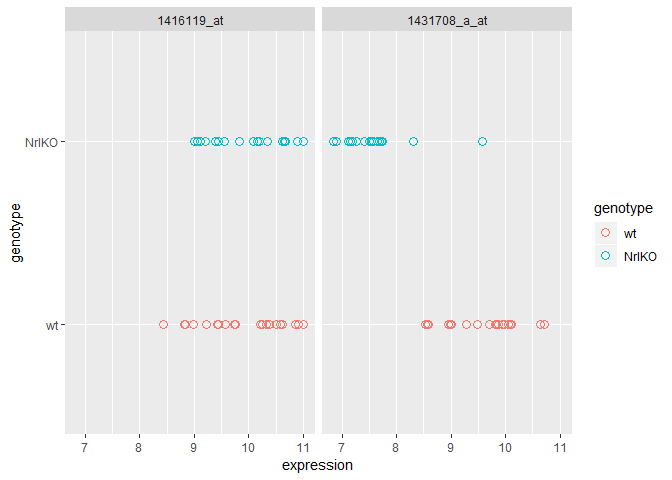 1416119_at 1431708_a_at
NrlKO
wt
genotype
7 8 9 10 11 7 8 9 10 11
expression
genotype
wt
NrlKO